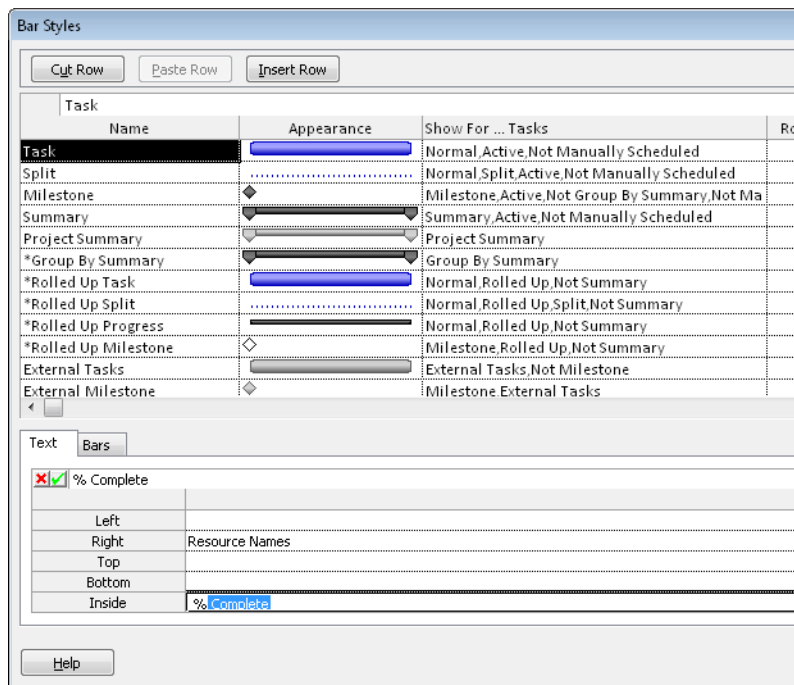 Bar Styles
Cut Row Paste Row Insert Row
Task
Name Appearance Show For ... Tasks
Task Normal,Active,Not Manually Scheduled
Split Normal,Split,Active,Not Manually Scheduled
Milestone Milestone,Active,Not Group By Summary,Not Ma
Summary Summary,Active,Not Manually Scheduled
Project Summary Project Summary
*Group By Summary Group By Summary
*Rolled Up Task Normal,Rolled Up,Not Summary
*Rolled Up Split Normal,Rolled Up,Split,Not Summary
*Rolled Up Progress Normal,Rolled Up,Not Summary
*Rolled Up Milestone Milestone,Rolled Up,Not Summary
External Tasks External Tasks,Not Milestone
External Milestone Milestone,External Tasks
Text Bars
% Complete
Left
Right Resource Names
Top
Bottom
Inside % Complete
Help